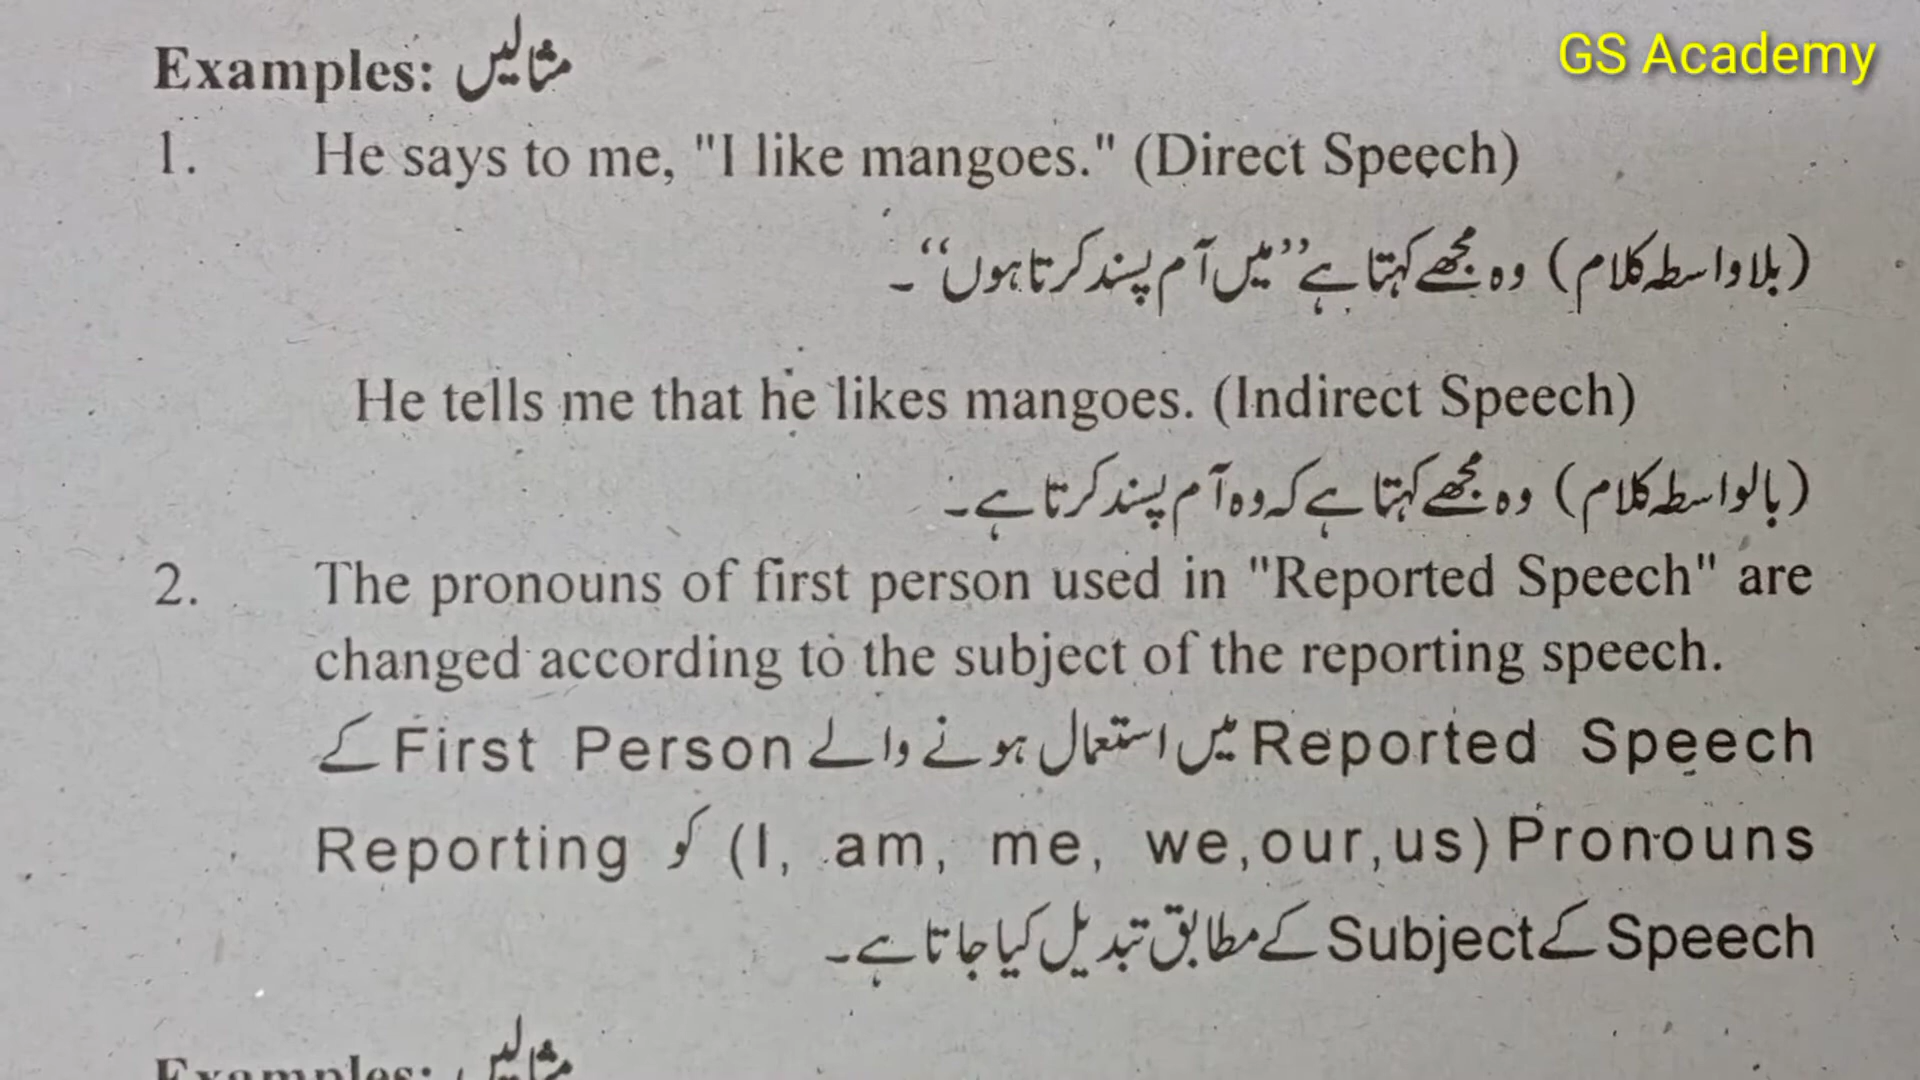 GS Academy
Examples: مثالیں
1. He says to me, "I like mangoes." (Direct Speech)
(بلاواسطہ کلام) وہ مجھے کہتا ہے ”میں آم پسند کرتا ہوں“۔
He tells me that he likes mangoes. (Indirect Speech)
(بالواسطہ کلام) وہ مجھے کہتا ہے کہ وہ آم پسند کرتا ہے۔
2. The pronouns of first person used in "Reported Speech" are
changed according to the subject of the reporting speech.
Reported Speech میں استعمال ہونے والے First Person کے
Pronouns (I, am, me, we,our,us) کو Reporting
Speech کے Subject کے مطابق تبدیل کیا جاتا ہے۔
Examples: مثالیں